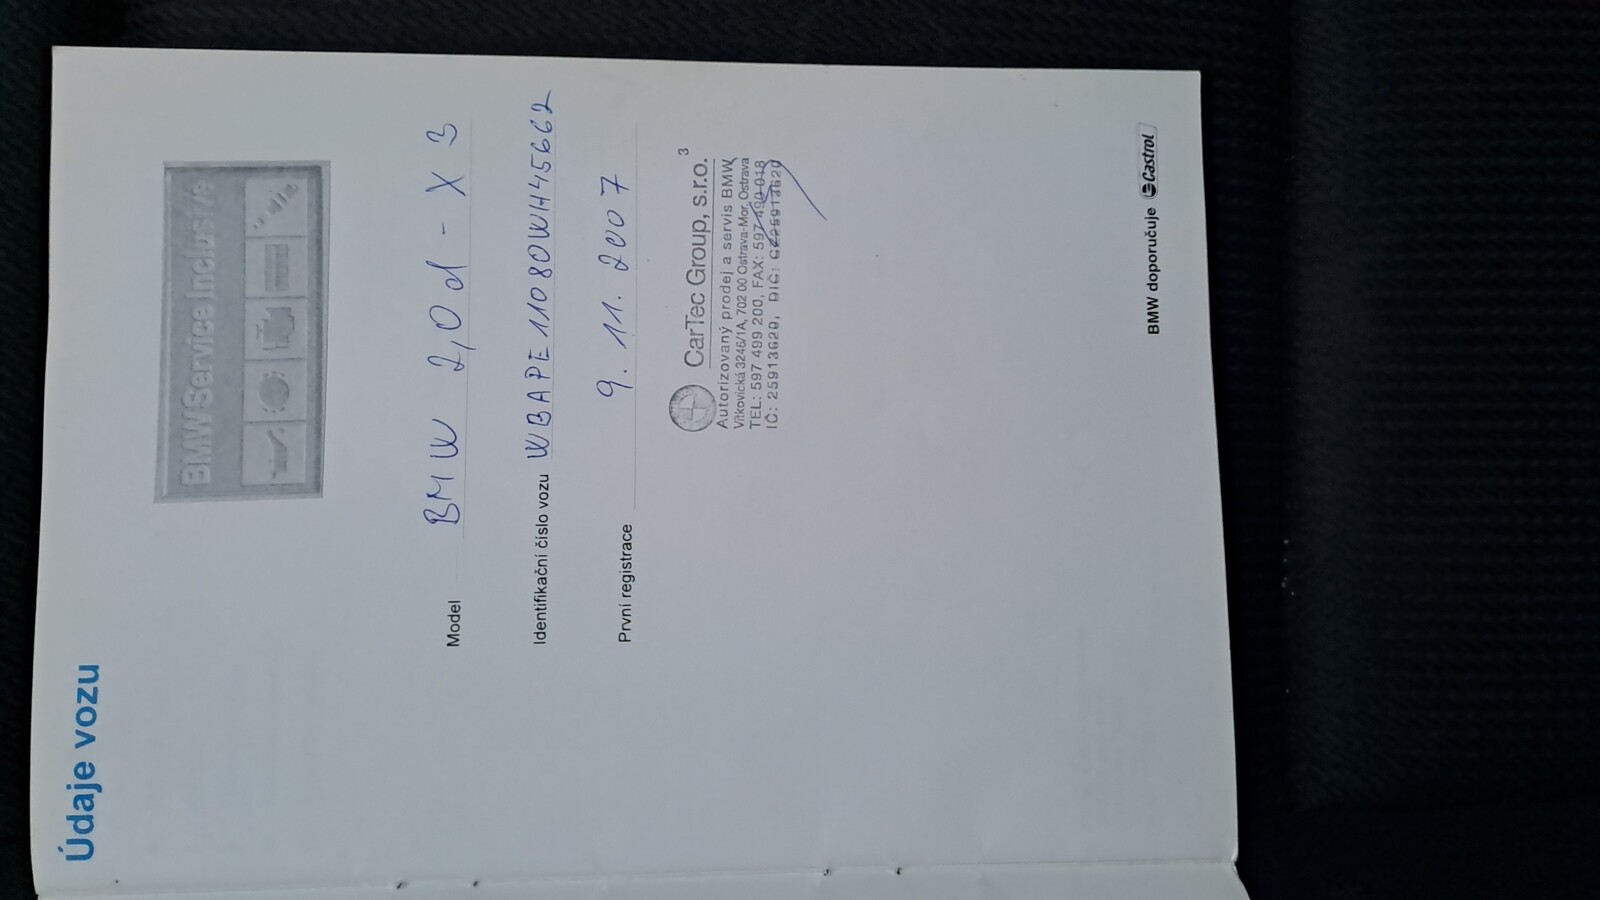 Údaje vozu
BMW Service Inclusive
Model BMW 2,0d - X3
Identifikační číslo vozu WBAPE11080WH45662
První registrace 9. 11. 2007
CarTec Group, s.r.o. 3
Autorizovaný prodej a servis BMW
Vítkovická 3246/1A, 702 00 Ostrava-Mor. Ostrava
TEL: 597 499 200, FAX: 597 490 018
IČ: 25913620, DIČ: CZ25913620
BMW doporučuje Castrol